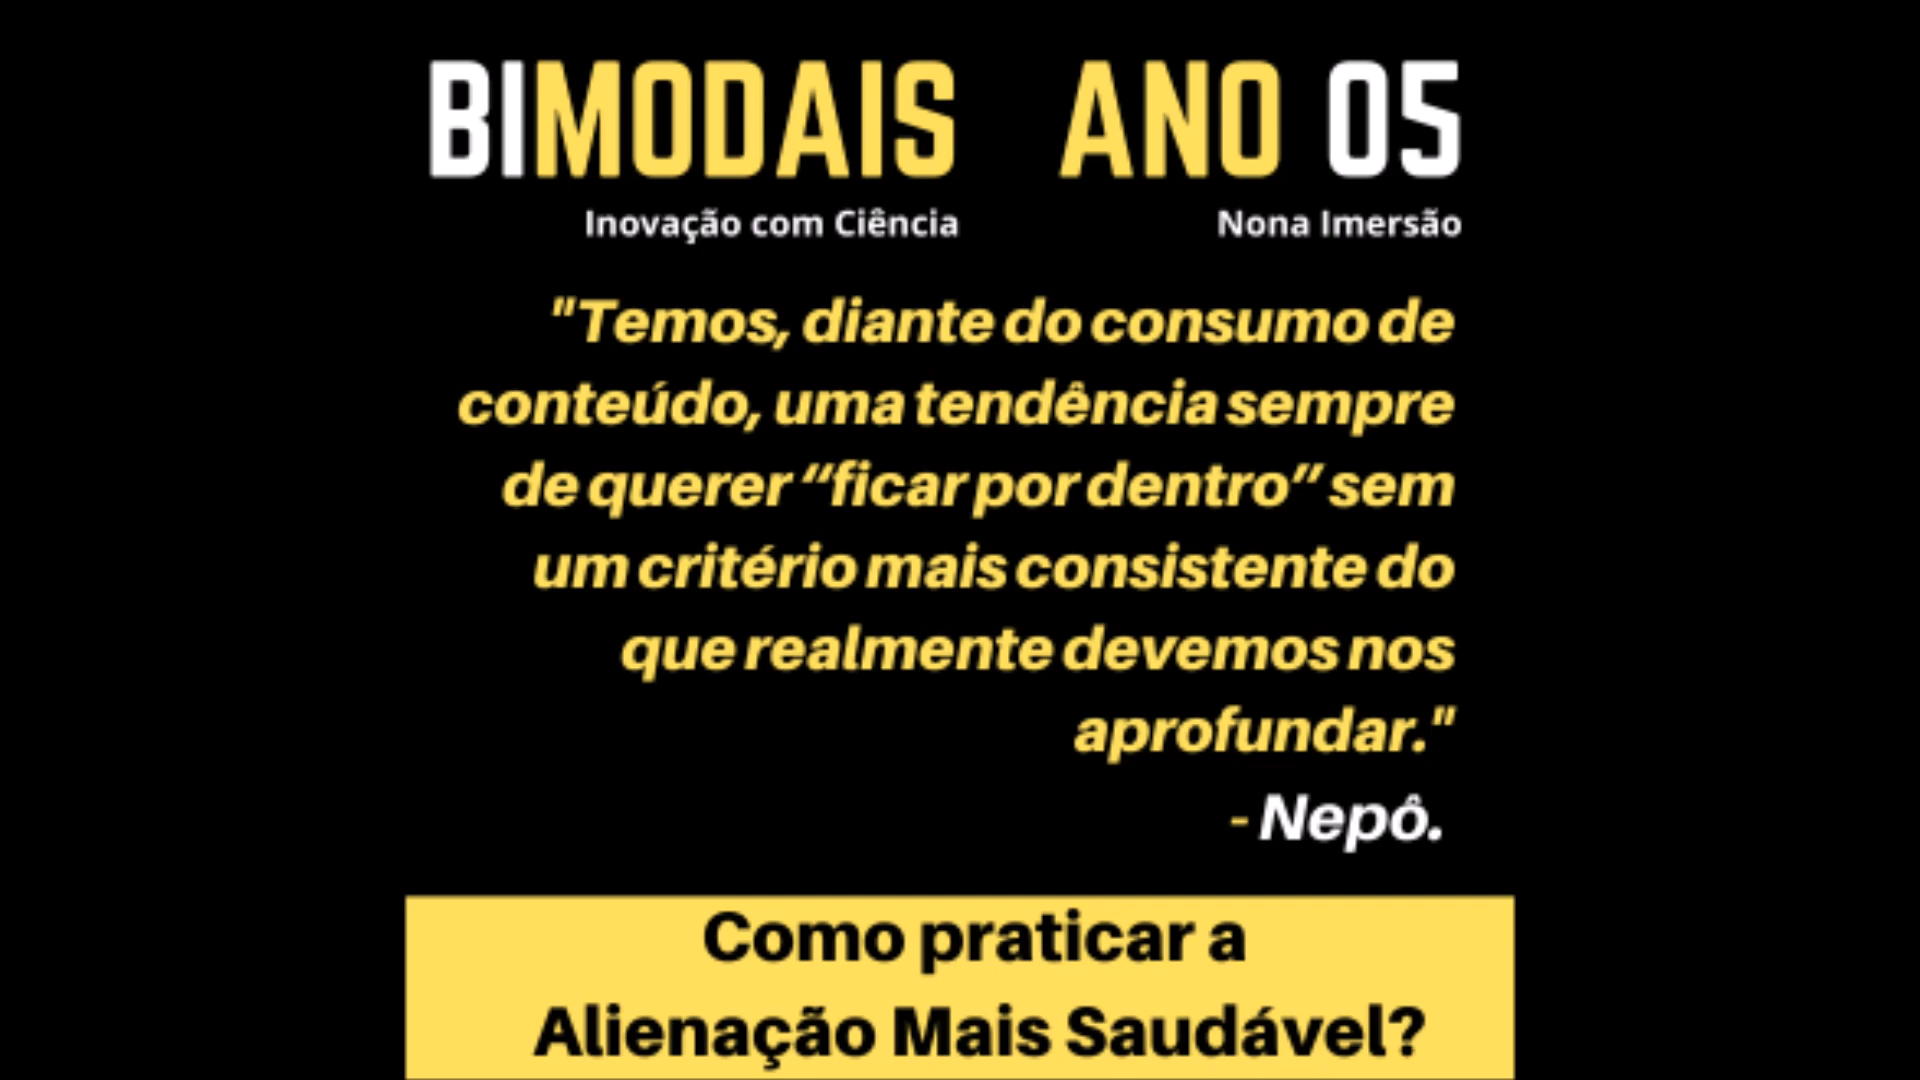 BIMODAIS ANO 05
Inovação com Ciência Nona Imersão
"Temos, diante do consumo de
conteúdo, uma tendência sempre
de querer “ficar por dentro” sem
um critério mais consistente do
que realmente devemos nos
aprofundar."
- Nepô.
Como praticar a
Alienação Mais Saudável?